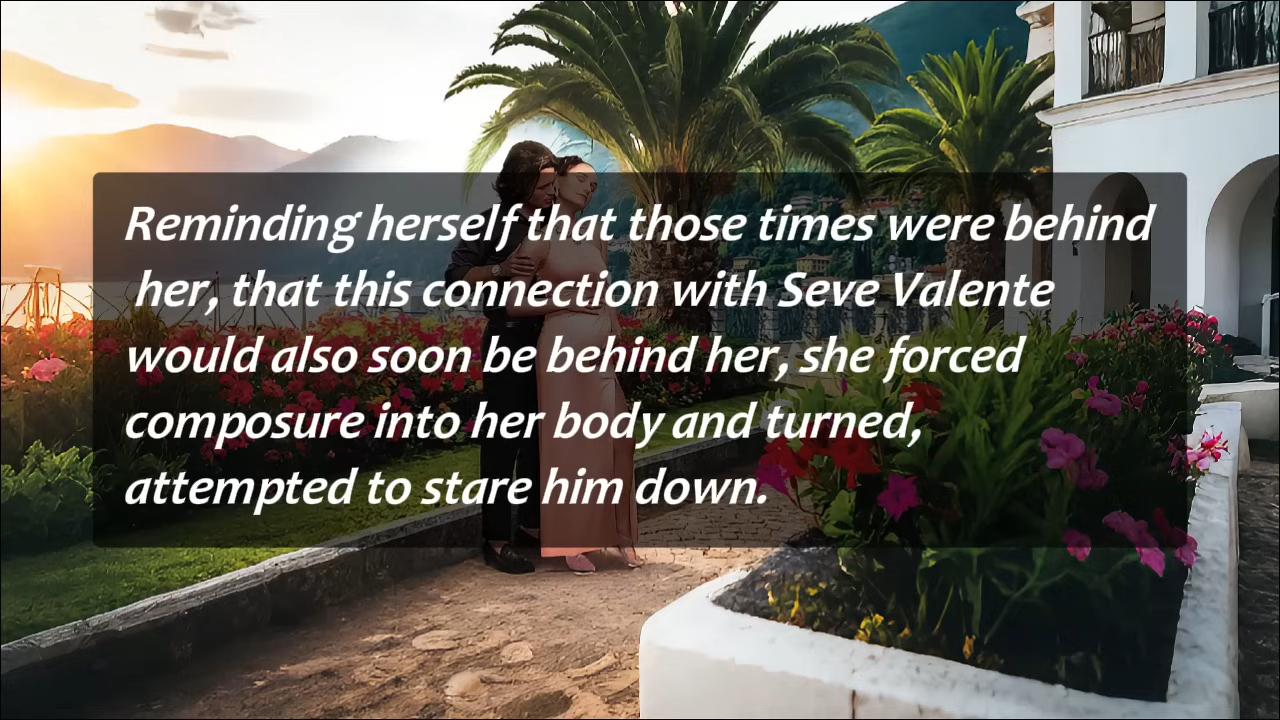 Reminding herself that those times were behind
her, that this connection with Seve Valente
would also soon be behind her, she forced
composure into her body and turned,
attempted to stare him down.